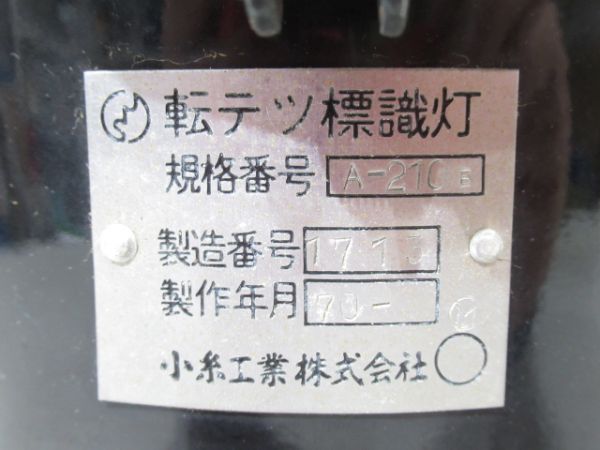 転テツ標識灯
規格番号 A-210E
製造番号 1713
製作年月 70-
小糸工業株式会社